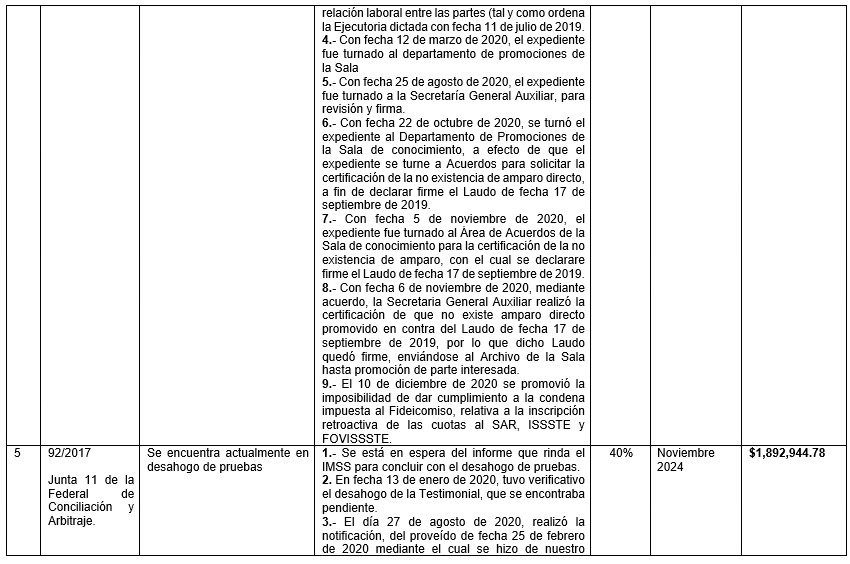 relación laboral entre las partes (tal y como ordena
la Ejecutoria dictada con fecha 11 de julio de 2019.
4.- Con fecha 12 de marzo de 2020, el expediente
fue turnado al departamento de promociones de
la Sala
5.- Con fecha 25 de agosto de 2020, el expediente
fue turnado a la Secretaría General Auxiliar, para
revisión y firma.
6.- Con fecha 22 de octubre de 2020, se turnó el
expediente al Departamento de Promociones de
la Sala de conocimiento, a efecto de que el
expediente se turne a Acuerdos para solicitar la
certificación de la no existencia de amparo directo,
a fin de declarar firme el Laudo de fecha 17 de
septiembre de 2019.
7.- Con fecha 5 de noviembre de 2020, el
expediente fue turnado al Área de Acuerdos de la
Sala de conocimiento para la certificación de la no
existencia de amparo, con el cual se declarare
firme el Laudo de fecha 17 de septiembre de 2019.
8.- Con fecha 6 de noviembre de 2020, mediante
acuerdo, la Secretaria General Auxiliar realizó la
certificación de que no existe amparo directo
promovido en contra del Laudo de fecha 17 de
septiembre de 2019, por lo que dicho Laudo
quedó firme, enviándose al Archivo de la Sala
hasta promoción de parte interesada.
9.- El 10 de diciembre de 2020 se promovió la
imposibilidad de dar cumplimiento a la condena
impuesta al Fideicomiso, relativa a la inscripción
retroactiva de las cuotas al SAR, ISSSTE y
FOVISSSTE.
5
92/2017
Junta 11 de la
Federal de
Conciliación y
Arbitraje.
Se encuentra actualmente en
desahogo de pruebas
1.- Se está en espera del informe que rinda el
IMSS para concluir con el desahogo de pruebas.
2. En fecha 13 de enero de 2020, tuvo verificativo
el desahogo de la Testimonial, que se encontraba
pendiente.
3.- El día 27 de agosto de 2020, realizó la
notificación, del proveído de fecha 25 de febrero
de 2020 mediante el cual se hizo de nuestro
40%
Noviembre
2024
$1,892,944.78